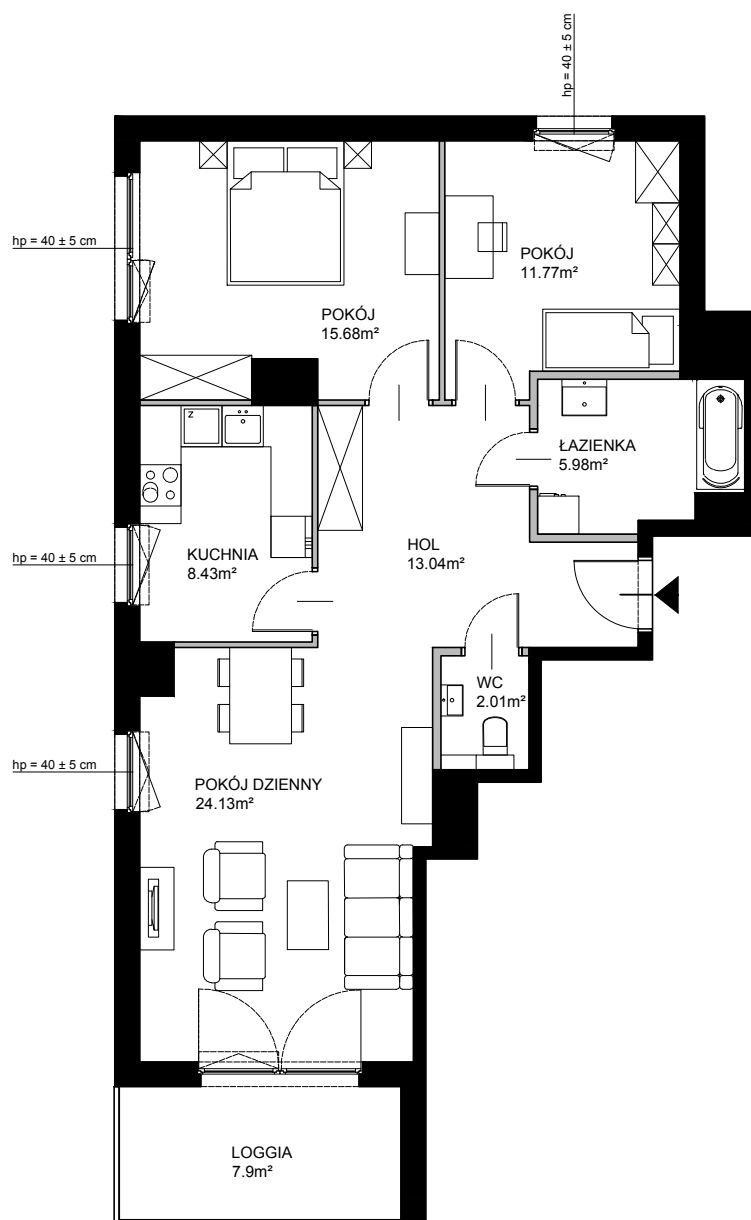 hp = 40 ± 5 cm
hp = 40 ± 5 cm
POKÓJ
11.77m²
POKÓJ
15.68m²
Z
ŁAZIENKA
5.98m²
HOL
13.04m²
KUCHNIA
8.43m²
hp = 40 ± 5 cm
WC
2.01m²
hp = 40 ± 5 cm
POKÓJ DZIENNY
24.13m²
LOGGIA
7.9m²